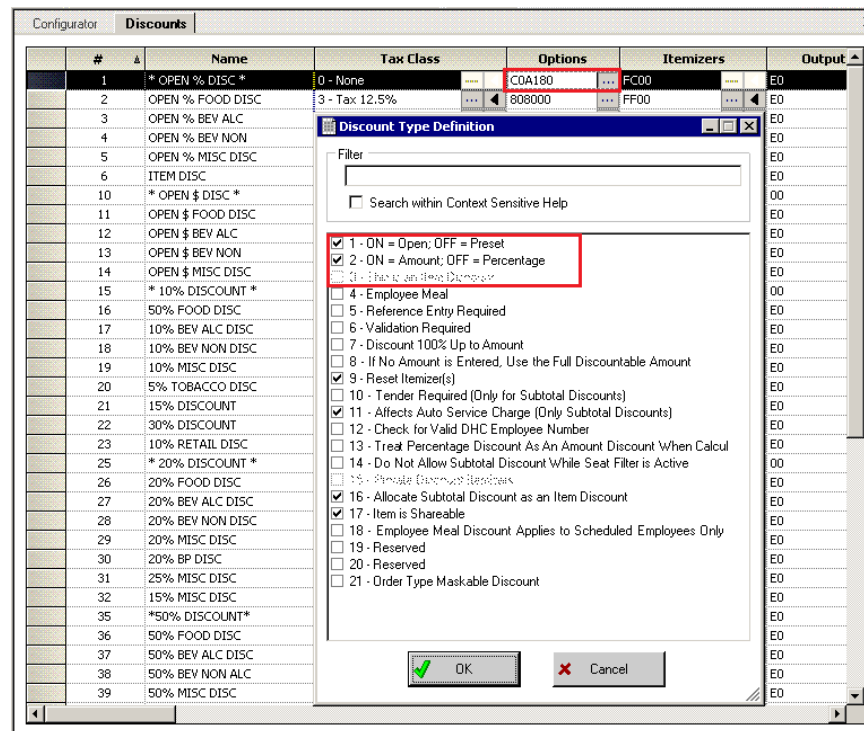 Configurator Discounts
# Name Tax Class Options Itemizers Output
1 * OPEN % DISC * 0 - None ... C0A180 ... FC00 ... E0
2 OPEN % FOOD DISC 3 - Tax 12.5% ... 808000 ... FF00 ... E0
3 OPEN % BEV ALC E0
4 OPEN % BEV NON E0
5 OPEN % MISC DISC E0
6 ITEM DISC E0
10 * OPEN $ DISC * 00
11 OPEN $ FOOD DISC E0
12 OPEN $ BEV ALC E0
13 OPEN $ BEV NON E0
14 OPEN $ MISC DISC E0
15 * 10% DISCOUNT * 00
16 50% FOOD DISC E0
17 10% BEV ALC DISC E0
18 10% BEV NON DISC E0
19 10% MISC DISC E0
20 5% TOBACCO DISC E0
21 15% DISCOUNT E0
22 30% DISCOUNT E0
23 10% RETAIL DISC E0
25 * 20% DISCOUNT * 00
26 20% FOOD DISC E0
27 20% BEV ALC DISC E0
28 20% BEV NON DISC E0
29 20% MISC DISC E0
30 20% BP DISC E0
31 25% MISC DISC E0
32 15% MISC DISC E0
35 *50% DISCOUNT* E0
36 50% FOOD DISC E0
37 50% BEV ALC DISC E0
38 50% BEV NON ALC E0
39 50% MISC DISC E0
Discount Type Definition
Filter
Search within Context Sensitive Help
1 - ON = Open; OFF = Preset
2 - ON = Amount; OFF = Percentage
3 - This is an Item Discount
4 - Employee Meal
5 - Reference Entry Required
6 - Validation Required
7 - Discount 100% Up to Amount
8 - If No Amount is Entered, Use the Full Discountable Amount
9 - Reset Itemizer(s)
10 - Tender Required (Only for Subtotal Discounts)
11 - Affects Auto Service Charge (Only Subtotal Discounts)
12 - Check for Valid DHC Employee Number
13 - Treat Percentage Discount As An Amount Discount When Calcul
14 - Do Not Allow Subtotal Discount While Seat Filter is Active
15 - Private Discount Itemizers
16 - Allocate Subtotal Discount as an Item Discount
17 - Item is Shareable
18 - Employee Meal Discount Applies to Scheduled Employees Only
19 - Reserved
20 - Reserved
21 - Order Type Maskable Discount
OK Cancel